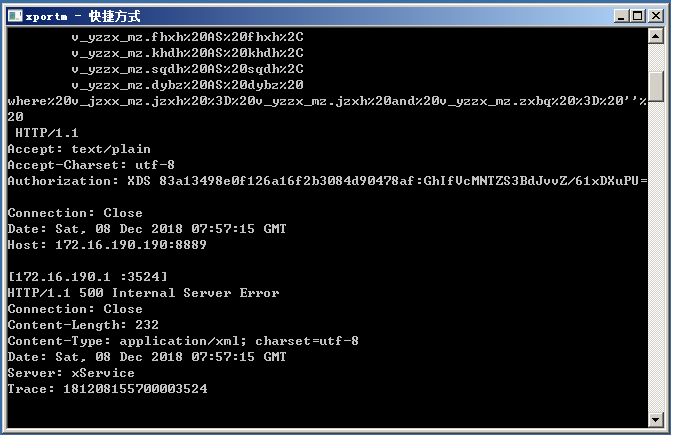 xportm - 快捷方式
v_yzzx_mz.fhxh%20AS%20fhxh%2C
v_yzzx_mz.khdh%20AS%20khdh%2C
v_yzzx_mz.sqdh%20AS%20sqdh%2C
v_yzzx_mz.dybz%20AS%20dybz%20
where%20v_jzxx_mz.jzxh%20%3D%20v_yzzx_mz.jzxh%20and%20v_yzzx_mz.zxbq%20%3D%20''%
20
HTTP/1.1
Accept: text/plain
Accept-Charset: utf-8
Authorization: XDS 83a13498e0f126a16f2b3084d90478af:GhIfVcMNTZS3BdJvvZ/61xDXuPU=
Connection: Close
Date: Sat, 08 Dec 2018 07:57:15 GMT
Host: 172.16.190.190:8889
[172.16.190.1 :3524]
HTTP/1.1 500 Internal Server Error
Connection: Close
Content-Length: 232
Content-Type: application/xml; charset=utf-8
Date: Sat, 08 Dec 2018 07:57:15 GMT
Server: xService
Trace: 181208155700003524